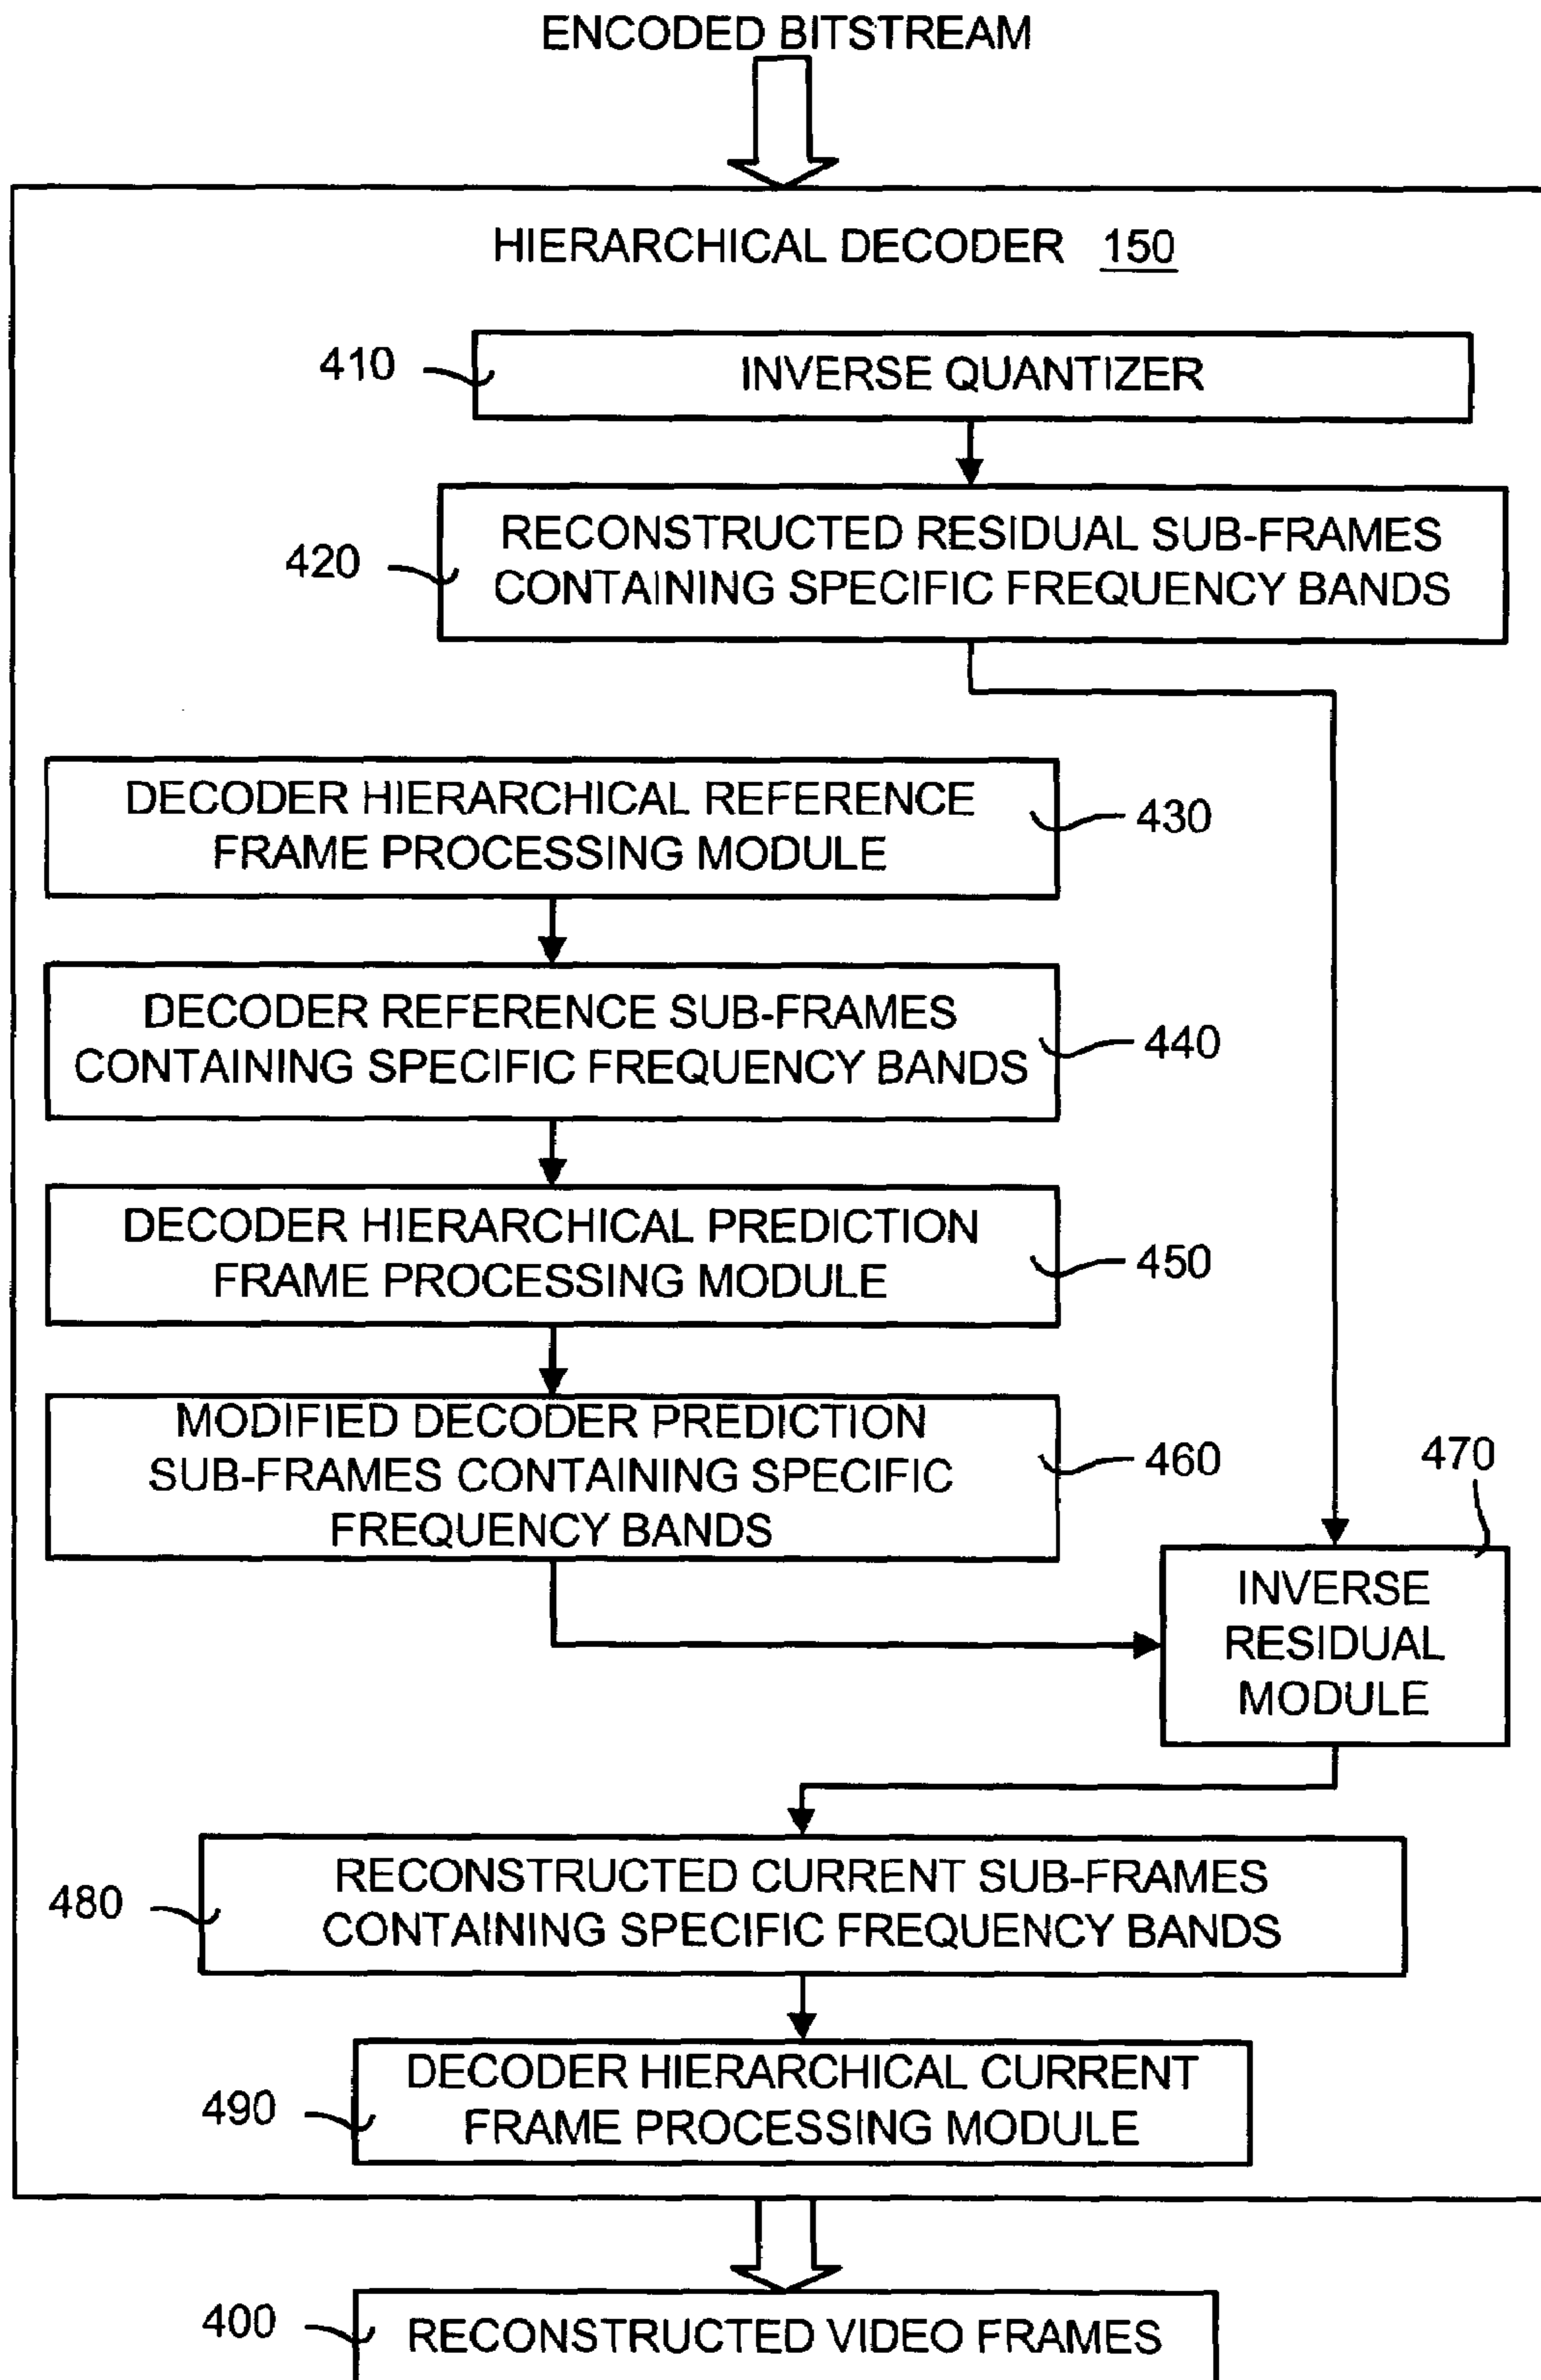 ENCODED BITSTREAM
HIERARCHICAL DECODER 150
410
INVERSE QUANTIZER
420
RECONSTRUCTED RESIDUAL SUB-FRAMES
CONTAINING SPECIFIC FREQUENCY BANDS
DECODER HIERARCHICAL REFERENCE
FRAME PROCESSING MODULE
430
DECODER REFERENCE SUB-FRAMES
CONTAINING SPECIFIC FREQUENCY BANDS
440
DECODER HIERARCHICAL PREDICTION
FRAME PROCESSING MODULE
450
MODIFIED DECODER PREDICTION
SUB-FRAMES CONTAINING SPECIFIC
FREQUENCY BANDS
460
470
INVERSE
RESIDUAL
MODULE
480
RECONSTRUCTED CURRENT SUB-FRAMES
CONTAINING SPECIFIC FREQUENCY BANDS
490
DECODER HIERARCHICAL CURRENT
FRAME PROCESSING MODULE
400
RECONSTRUCTED VIDEO FRAMES